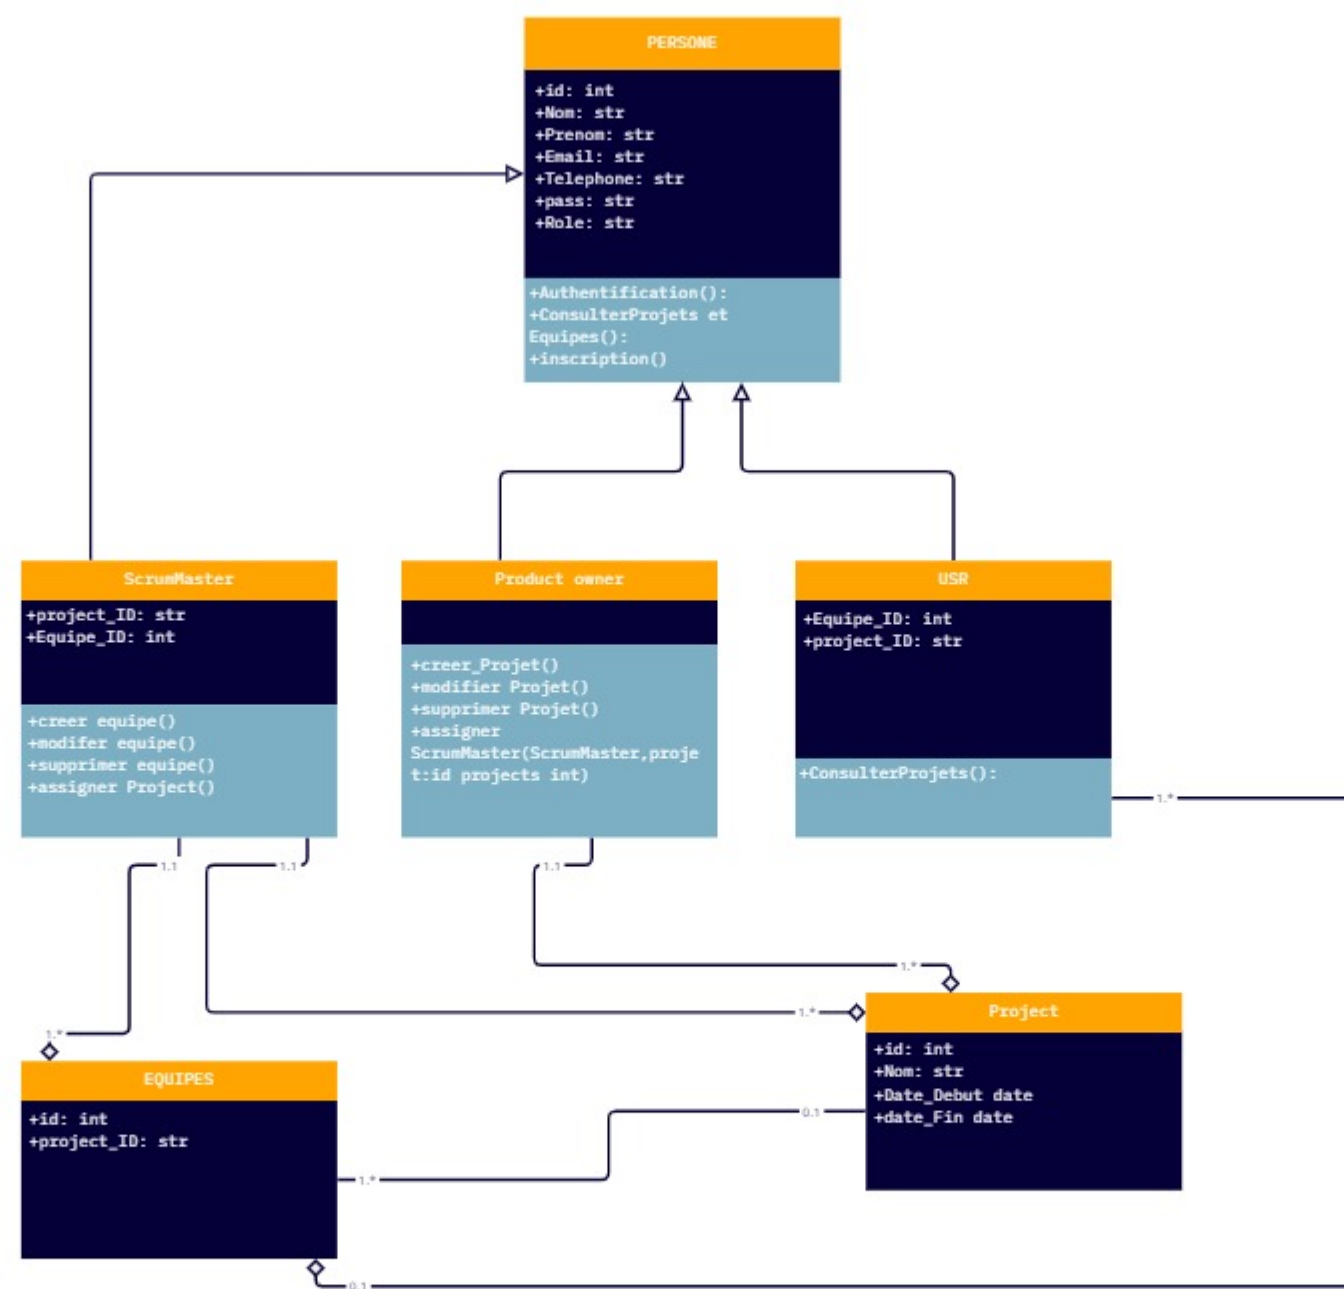 PERSONE
+id: int
+Nom: str
+Prenom: str
+Email: str
+Telephone: str
+pass: str
+Role: str
+Authentification():
+ConsulterProjets et
Equipes():
+inscription()
ScrumMaster
+project_ID: str
+Equipe_ID: int
+creer equipe()
+modifer equipe()
+supprimer equipe()
+assigner Project()
Product owner
+creer_Projet()
+modifier Projet()
+supprimer Projet()
+assigner
ScrumMaster(ScrumMaster,proje
t:id projects int)
USR
+Equipe_ID: int
+project_ID: str
+ConsulterProjets():
1.*
1.1
1.1
1.1
1.*
1.*
1.*
Project
+id: int
+Nom: str
+Date_Debut date
+date_Fin date
EQUIPES
+id: int
+project_ID: str
0.1
1.*
0.1